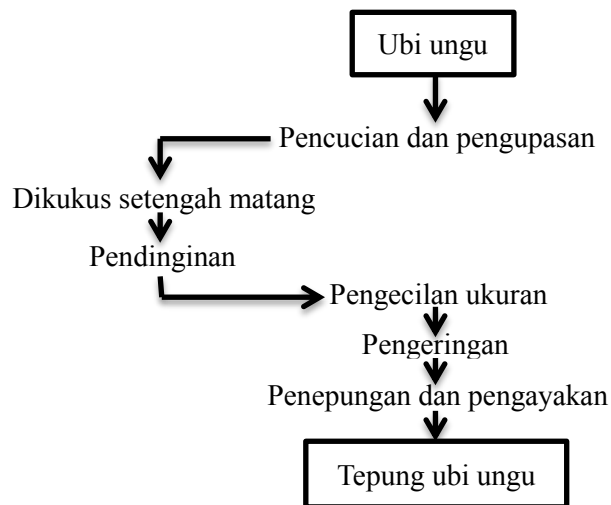 Ubi ungu
Pencucian dan pengupasan
Dikukus setengah matang
Pendinginan
Pengecilan ukuran
Pengeringan
Penepungan dan pengayakan
Tepung ubi ungu